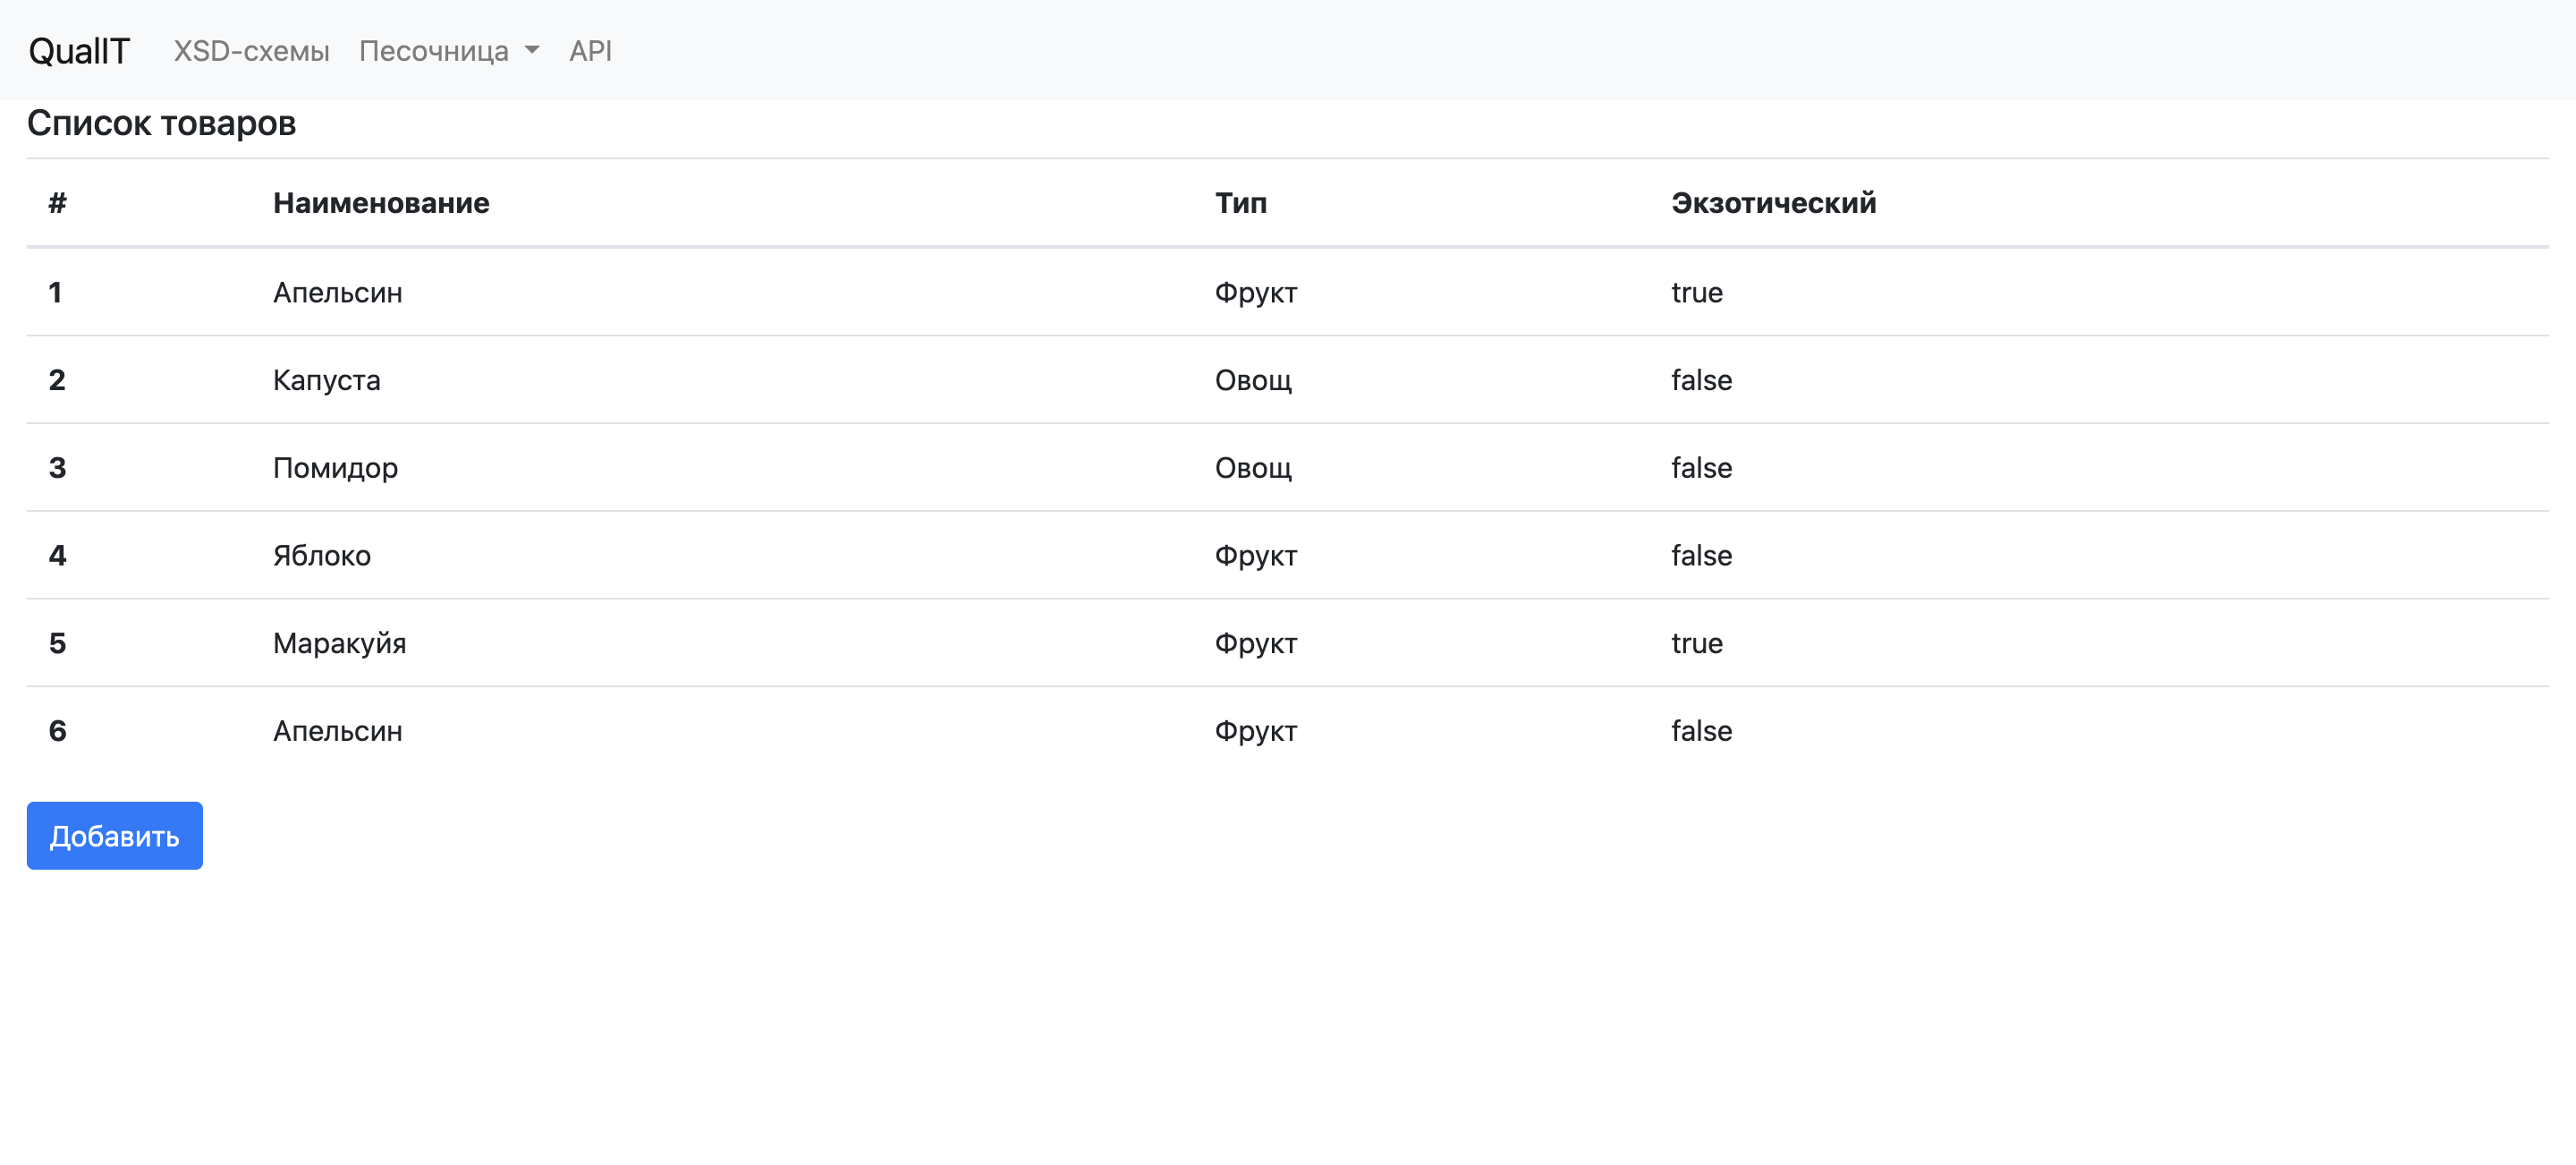 QualIT XSD-схемы Песочница API
Список товаров
# Наименование Тип Экзотический
1 Апельсин Фрукт true
2 Капуста Овощ false
3 Помидор Овощ false
4 Яблоко Фрукт false
5 Маракуйя Фрукт true
6 Апельсин Фрукт false
Добавить